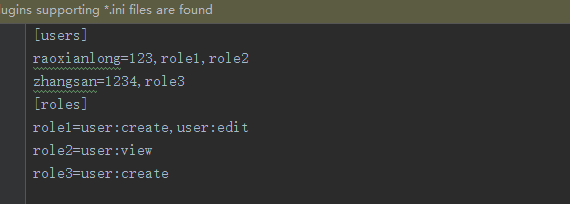 lugins supporting *.ini files are found
[users]
raoxianlong=123,role1,role2
zhangsan=1234,role3
[roles]
role1=user:create,user:edit
role2=user:view
role3=user:create